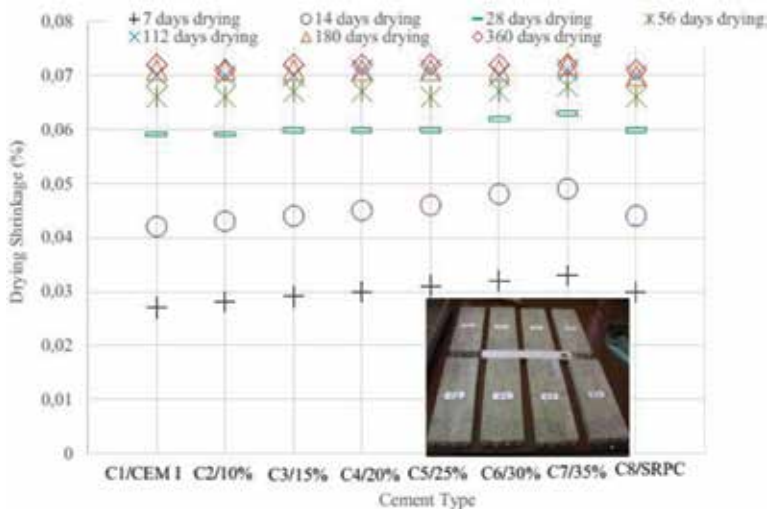 7 days drying 14 days drying 28 days drying 56 days drying
112 days drying 180 days drying 360 days drying
0,08
0,07
0,06
0,05
0,04
0,03
0,02
0,01
0
Drying Shrinkage (%)
C1/CEM I C2/10% C3/15% C4/20% C5/25% C6/30% C7/35% C8/SRPC
Cement Type